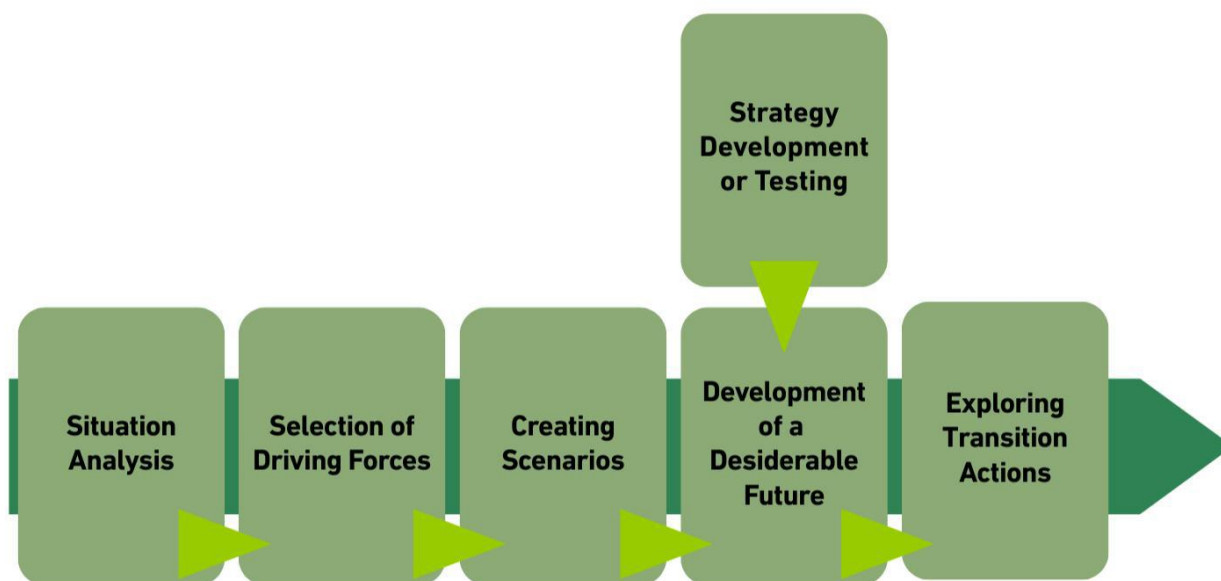 Strategy
Development
or Testing
Situation
Analysis
Selection of
Driving Forces
Creating
Scenarios
Development
of a
Desiderable
Future
Exploring
Transition
Actions